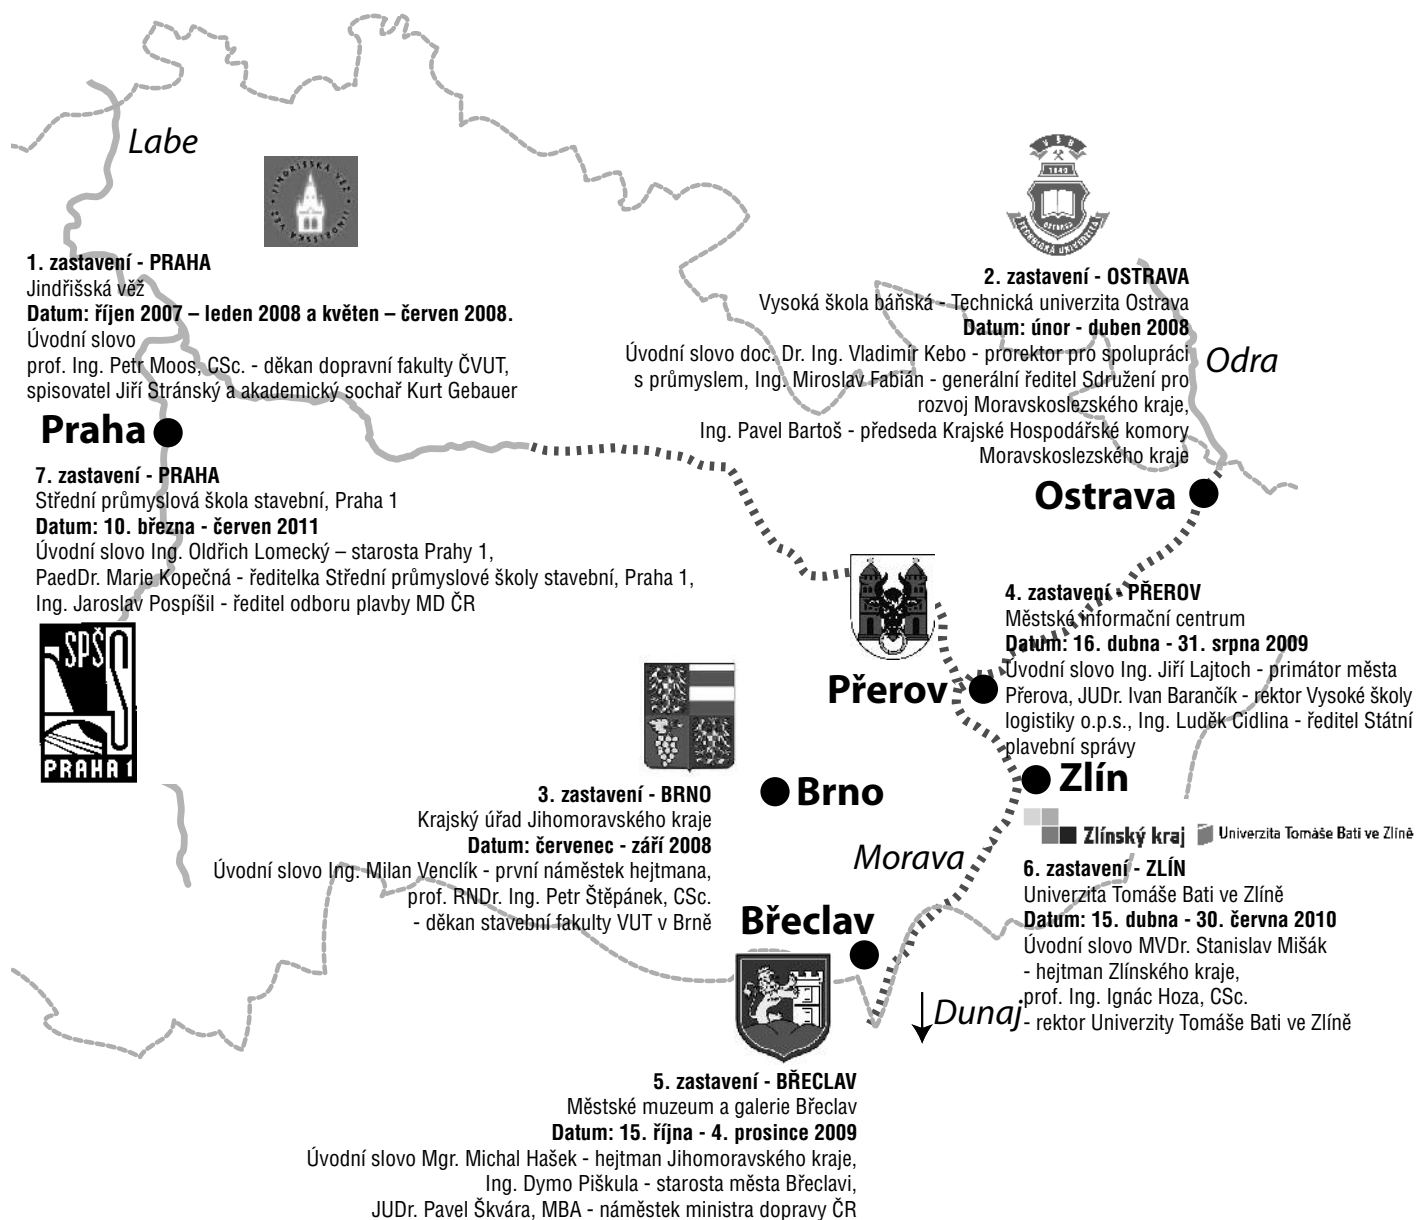 Labe
JINDŘIŠSKÁ VĚŽ • JINDŘIŠSKÁ VĚŽ •
1. zastavení - PRAHA
Jindřišská věž
Datum: říjen 2007 – leden 2008 a květen – červen 2008.
Úvodní slovo
prof. Ing. Petr Moos, CSc. - děkan dopravní fakulty ČVUT,
spisovatel Jiří Stránský a akademický sochař Kurt Gebauer
Praha
7. zastavení - PRAHA
Střední průmyslová škola stavební, Praha 1
Datum: 10. března - červen 2011
Úvodní slovo Ing. Oldřich Lomecký – starosta Prahy 1,
PaedDr. Marie Kopečná - ředitelka Střední průmyslové školy stavební, Praha 1,
Ing. Jaroslav Pospíšil - ředitel odboru plavby MD ČR
SPŠ
PRAHA 1
VŠB
1849
OSTRAVA
TECHNICKÁ UNIVERZITA
2. zastavení - OSTRAVA
Vysoká škola báňská - Technická univerzita Ostrava
Datum: únor - duben 2008
Úvodní slovo doc. Dr. Ing. Vladimír Kebo - prorektor pro spolupráci
s průmyslem, Ing. Miroslav Fabián - generální ředitel Sdružení pro
rozvoj Moravskoslezského kraje,
Ing. Pavel Bartoš - předseda Krajské Hospodářské komory
Moravskoslezského kraje
Odra
Ostrava
4. zastavení - PŘEROV
Městské informační centrum
Datum: 16. dubna - 31. srpna 2009
Úvodní slovo Ing. Jiří Lajtoch - primátor města
Přerova, JUDr. Ivan Barančík - rektor Vysoké školy
logistiky o.p.s., Ing. Luděk Cidlina - ředitel Státní
plavební správy
Přerov
Zlín
Brno
3. zastavení - BRNO
Krajský úřad Jihomoravského kraje
Datum: červenec - září 2008
Úvodní slovo Ing. Milan Venclík - první náměstek hejtmana,
prof. RNDr. Ing. Petr Štěpánek, CSc.
- děkan stavební fakulty VUT v Brně
Morava
Zlínský kraj
Univerzita Tomáše Bati ve Zlíně
6. zastavení - ZLÍN
Univerzita Tomáše Bati ve Zlíně
Datum: 15. dubna - 30. června 2010
Úvodní slovo MVDr. Stanislav Mišák
- hejtman Zlínského kraje,
prof. Ing. Ignác Hoza, CSc.
- rektor Univerzity Tomáše Bati ve Zlíně
Břeclav
Dunaj
5. zastavení - BŘECLAV
Městské muzeum a galerie Břeclav
Datum: 15. října - 4. prosince 2009
Úvodní slovo Mgr. Michal Hašek - hejtman Jihomoravského kraje,
Ing. Dymo Piškula - starosta města Břeclavi,
JUDr. Pavel Škvára, MBA - náměstek ministra dopravy ČR